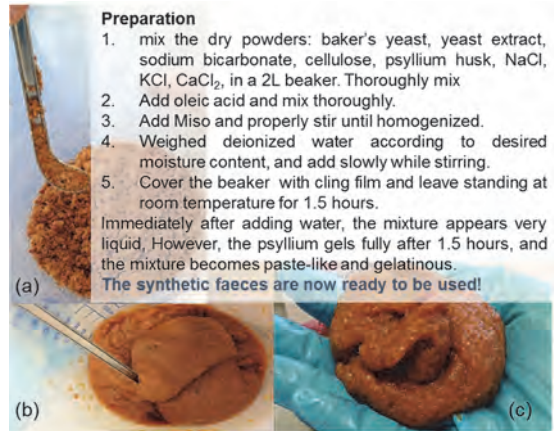 Preparation
1. mix the dry powders: baker's yeast, yeast extract,
sodium bicarbonate, cellulose, psyllium husk, NaCl,
KCl, CaCl₂, in a 2L beaker. Thoroughly mix
2. Add oleic acid and mix thoroughly.
3. Add Miso and properly stir until homogenized.
4. Weighed deionized water according to desired
moisture content, and add slowly while stirring.
5. Cover the beaker with cling film and leave standing at
room temperature for 1.5 hours.
Immediately after adding water, the mixture appears very
liquid, However, the psyllium gels fully after 1.5 hours, and
the mixture becomes paste-like and gelatinous.
(a) The synthetic faeces are now ready to be used!
(b) (c)